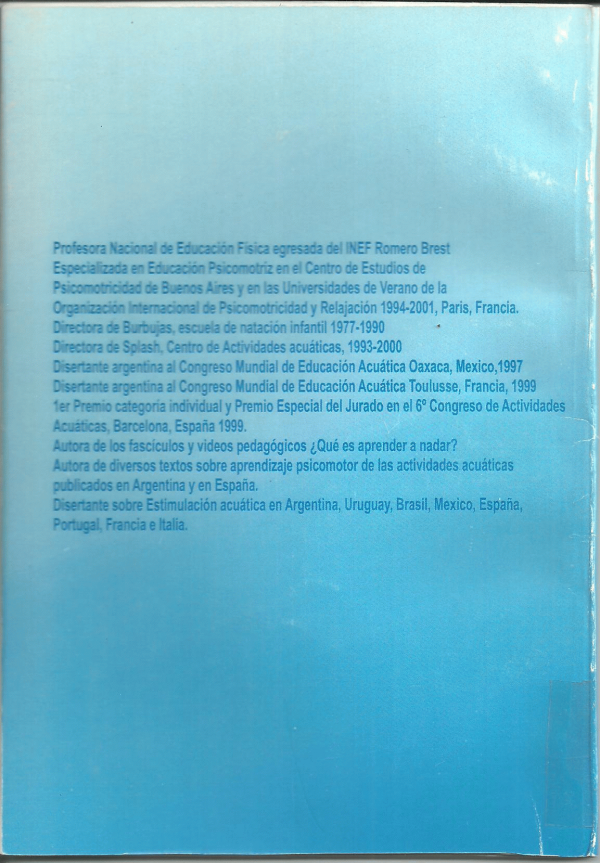 Profesora Nacional de Educación Física egresada del INEF Romero Brest
Especializada en Educación Psicomotriz en el Centro de Estudios de
Psicomotricidad de Buenos Aires y en las Universidades de Verano de la
Organización Internacional de Psicomotricidad y Relajación 1994-2001, Paris, Francia.
Directora de Burbujas, escuela de natación infantil 1977-1990
Directora de Splash, Centro de Actividades acuáticas, 1993-2000
Disertante argentina al Congreso Mundial de Educación Acuática Oaxaca, Mexico,1997
Disertante argentina al Congreso Mundial de Educación Acuática Toulusse, Francia, 1999
1er Premio categoria individual y Premio Especial del Jurado en el 6º Congreso de Actividades
Acuáticas, Barcelona, España 1999.
Autora de los fascículos y videos pedagógicos ¿Qué es aprender a nadar?
Autora de diversos textos sobre aprendizaje psicomotor de las actividades acuáticas
publicados en Argentina y en España.
Disertante sobre Estimulación acuática en Argentina, Uruguay, Brasil, Mexico, España,
Portugal, Francia e Italia.